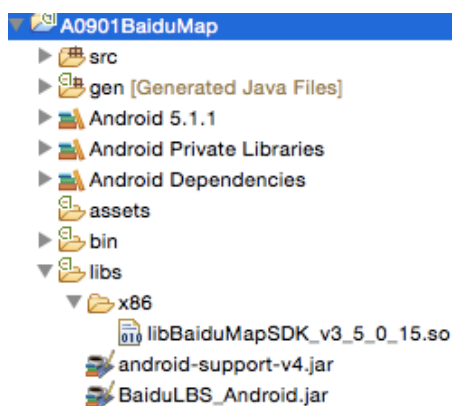 A0901BaiduMap
src
gen [Generated Java Files]
Android 5.1.1
Android Private Libraries
Android Dependencies
assets
bin
libs
x86
libBaiduMapSDK_v3_5_0_15.so
android-support-v4.jar
BaiduLBS_Android.jar